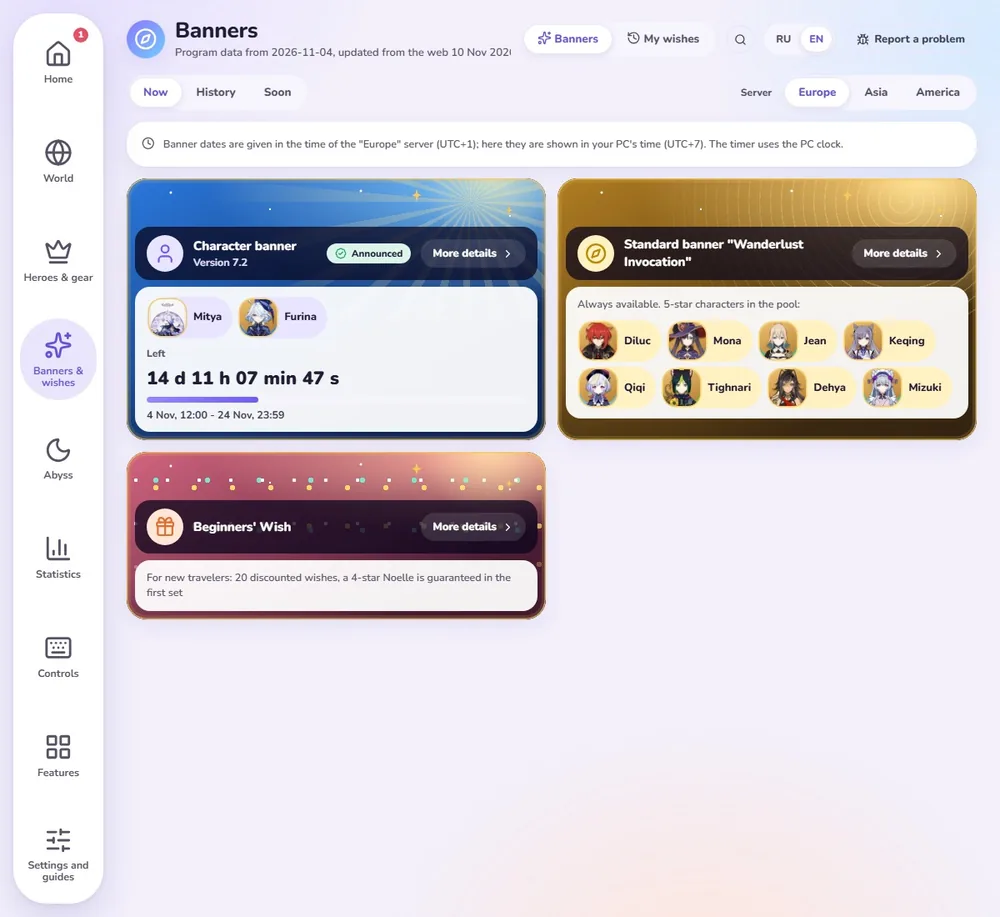 1
Home
World
Heroes & gear
Banners &
wishes
Abyss
Statistics
Controls
Features
Settings and
guides
Banners
Program data from 2026-11-04, updated from the web 10 Nov 202
Banners
My wishes
RU
EN
Report a problem
Now
History
Soon
Server
Europe
Asia
America
Banner dates are given in the time of the "Europe" server (UTC+1); here they are shown in your PC's time (UTC+7). The timer uses the PC clock.
Character banner
Version 7.2
Announced
More details
Mitya
Furina
Left
14 d 11 h 07 min 47 s
4 Nov, 12:00 - 24 Nov, 23:59
Standard banner "Wanderlust
Invocation"
More details
Always available. 5-star characters in the pool:
Diluc
Mona
Jean
Keqing
Qiqi
Tighnari
Dehya
Mizuki
Beginners' Wish
More details
For new travelers: 20 discounted wishes, a 4-star Noelle is guaranteed in the
first set